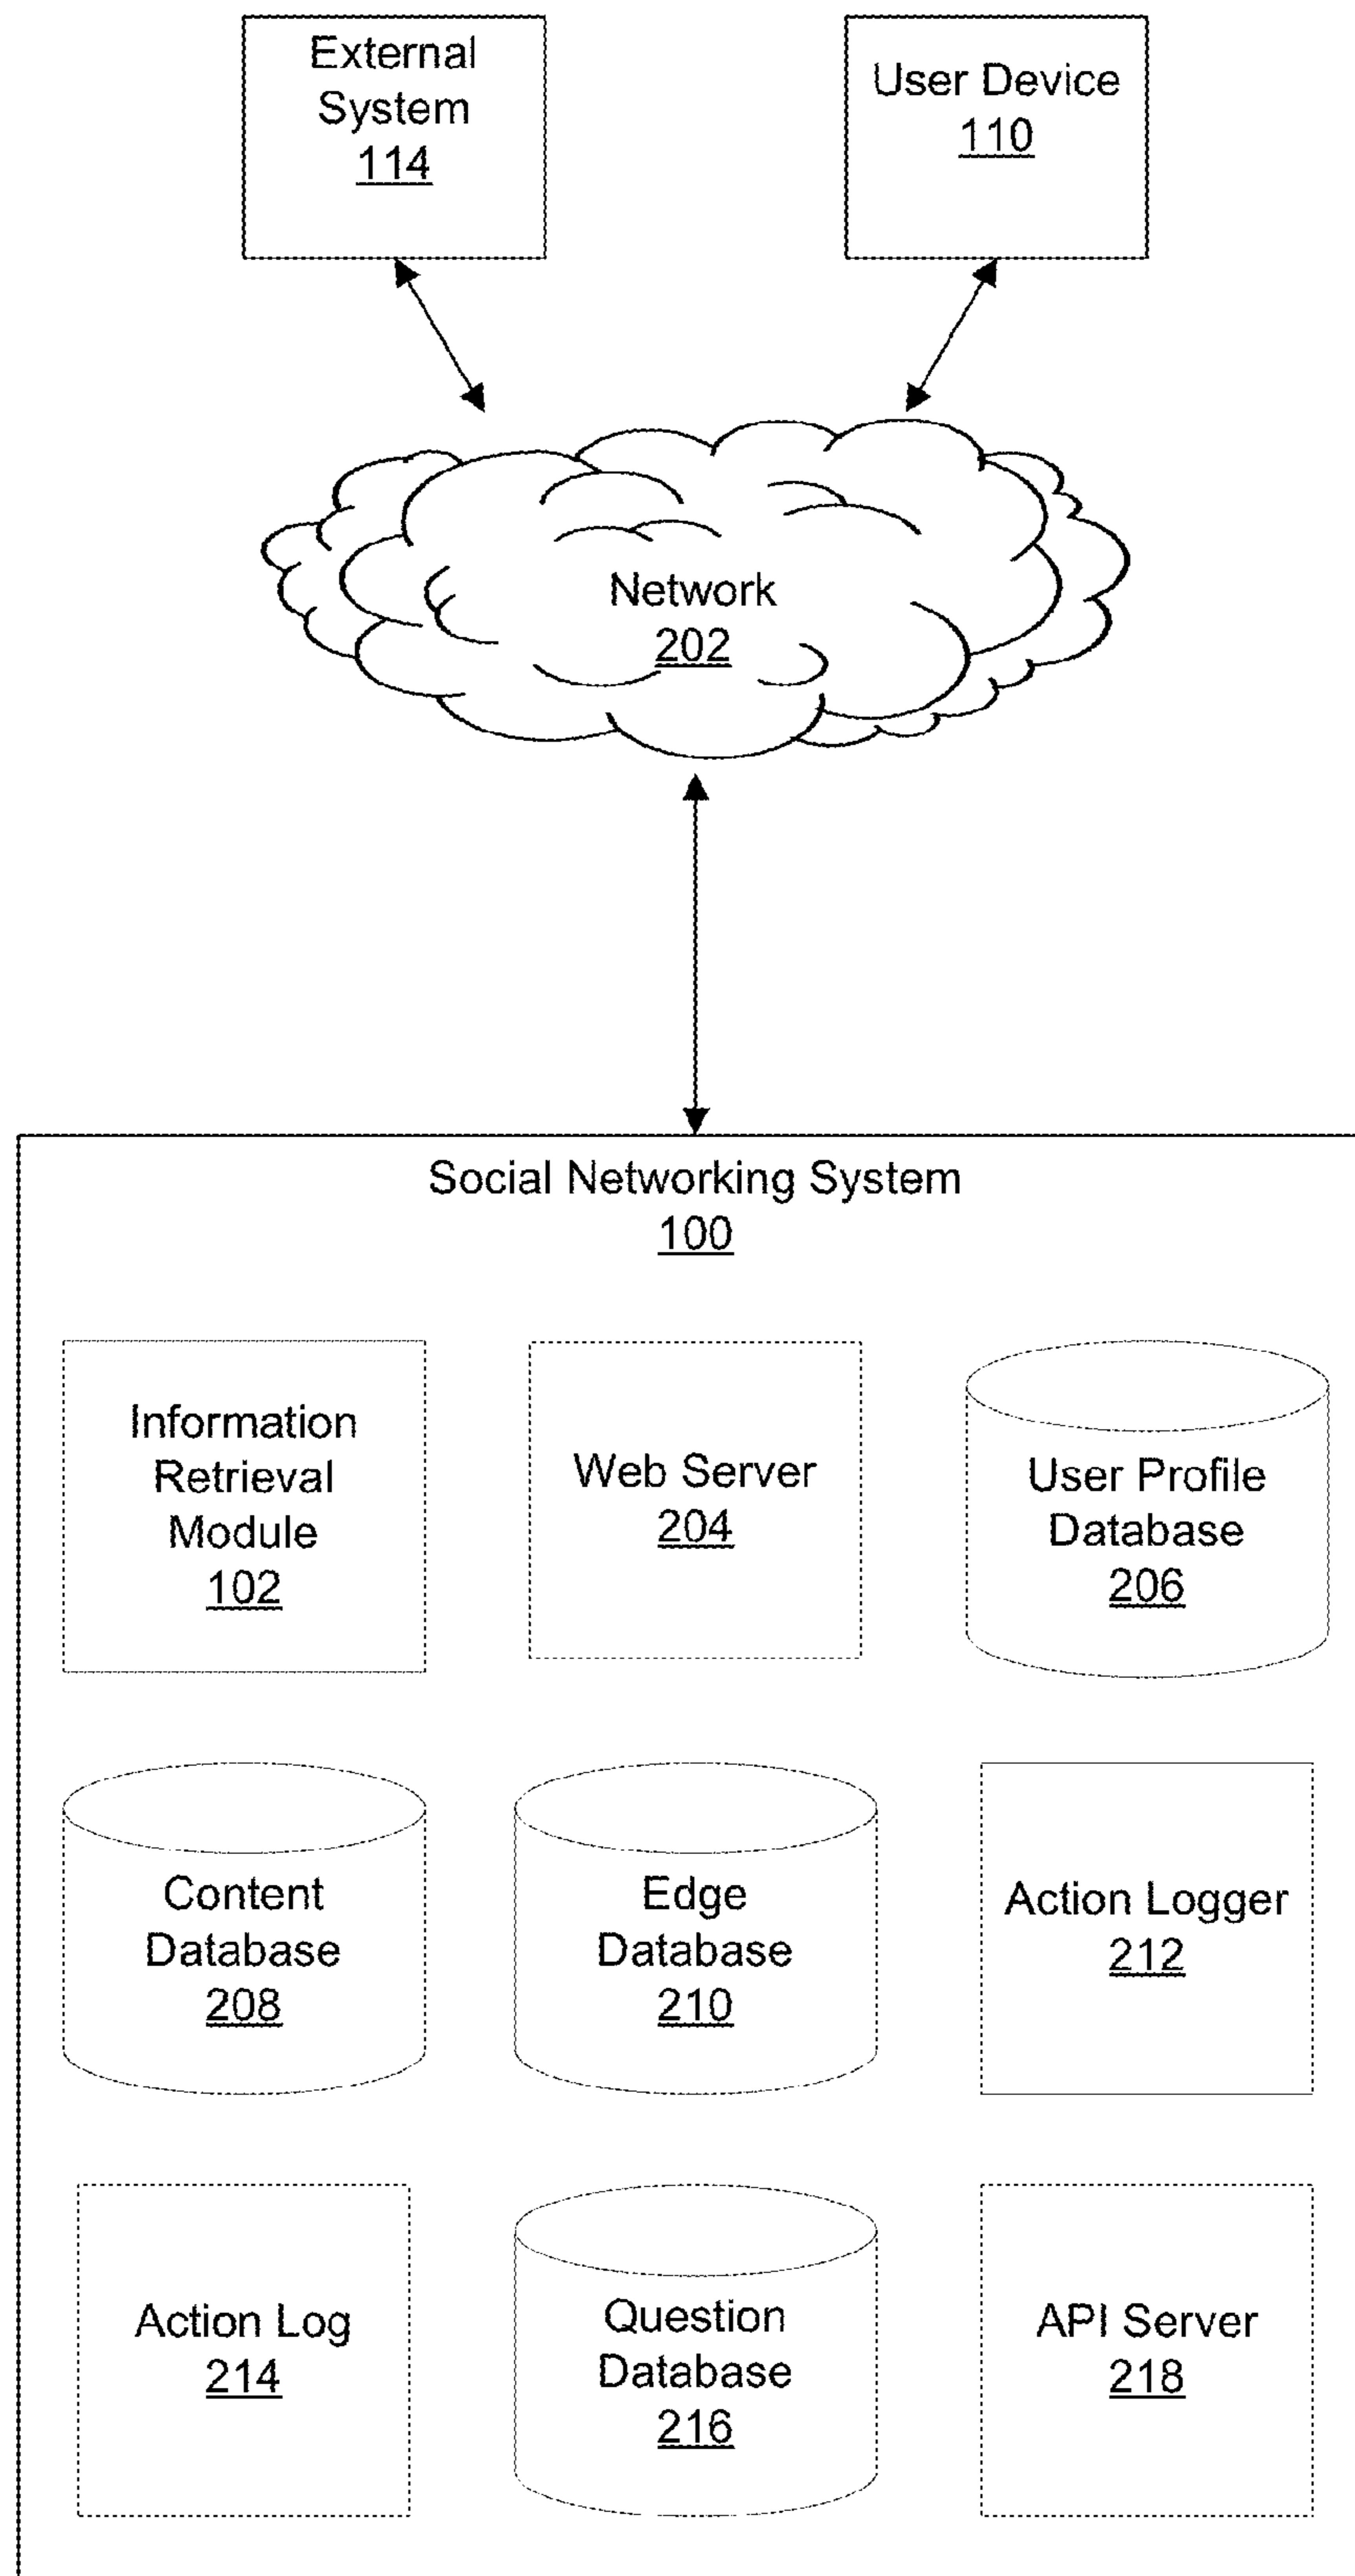 External
System
114
User Device
110
Network
202
Social Networking System
100
Information
Retrieval
Module
102
Web Server
204
User Profile
Database
206
Content
Database
208
Edge
Database
210
Action Logger
212
Action Log
214
Question
Database
216
API Server
218